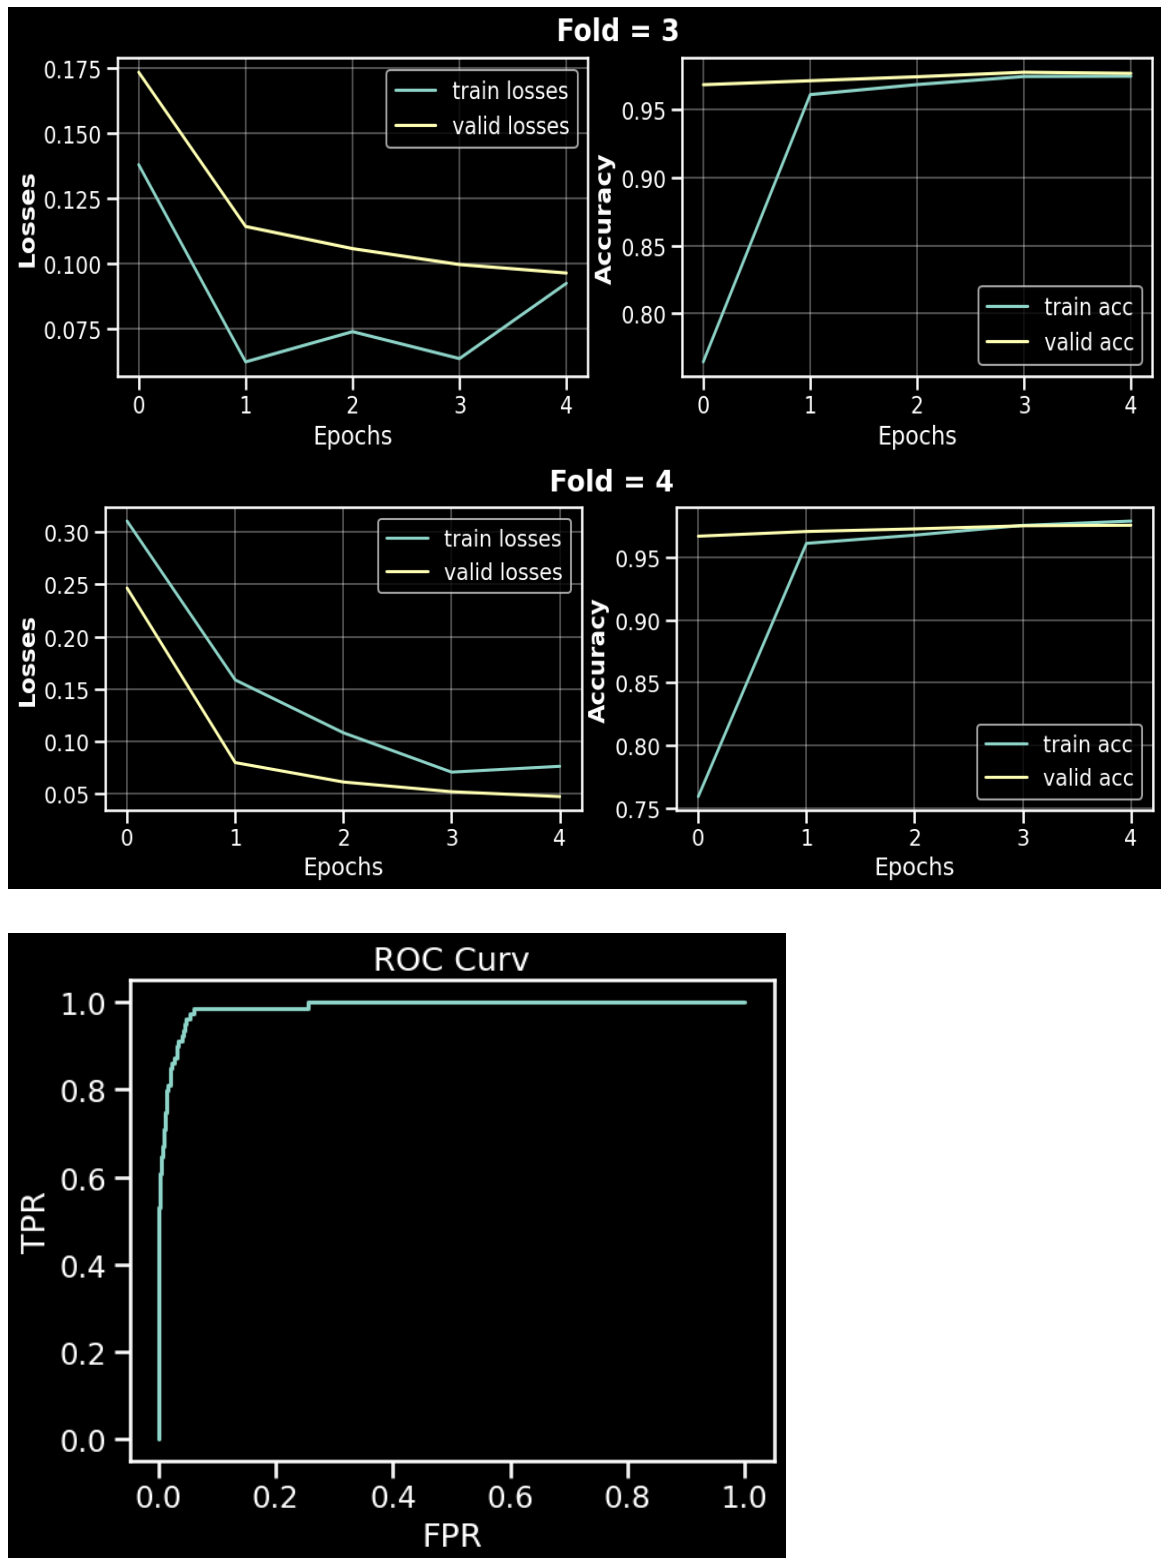 Fold = 3
0.175
0.150
0.125
0.100
0.075
Losses
train losses
valid losses
0 1 2 3 4
Epochs
0.95
0.90
0.85
0.80
Accuracy
train acc
valid acc
0 1 2 3 4
Epochs
Fold = 4
0.30
0.25
0.20
0.15
0.10
0.05
Losses
train losses
valid losses
0 1 2 3 4
Epochs
0.95
0.90
0.85
0.80
0.75
Accuracy
train acc
valid acc
0 1 2 3 4
Epochs
ROC Curv
1.0
0.8
0.6
0.4
0.2
0.0
TPR
0.0 0.2 0.4 0.6 0.8 1.0
FPR